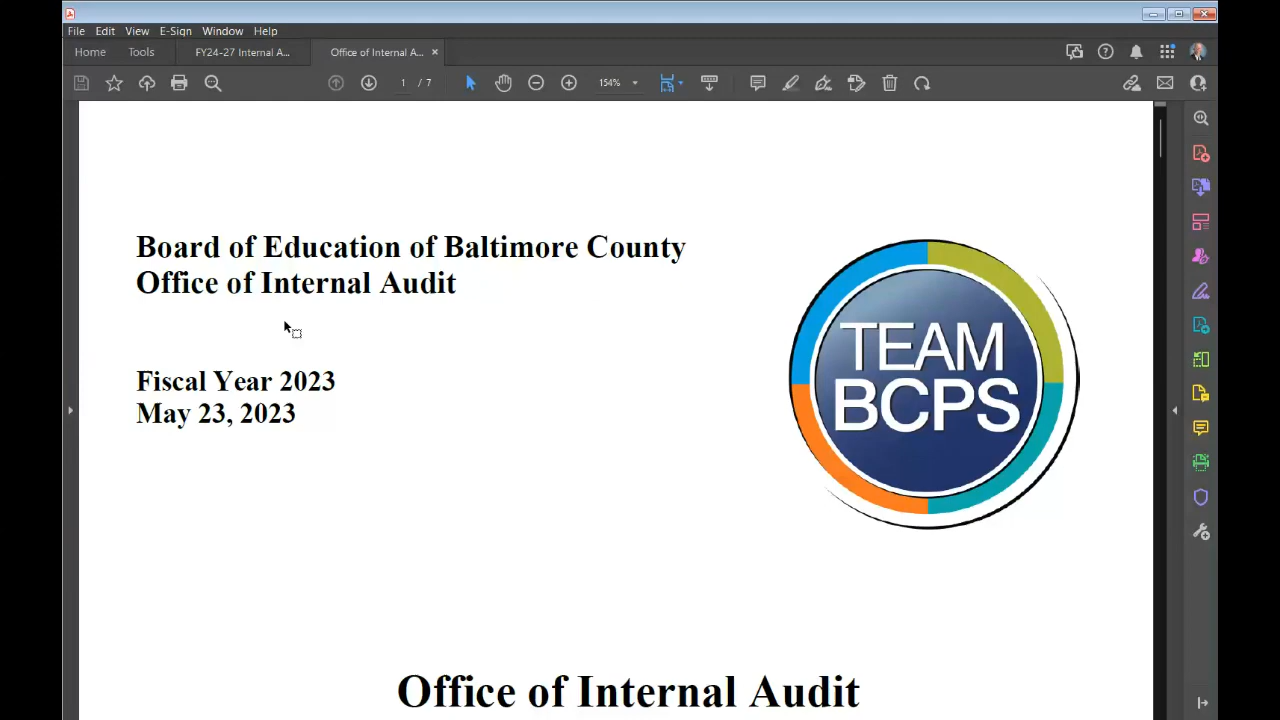 File Edit View E-Sign Window Help
Home Tools FY24-27 Internal A... Office of Internal A... ×
1 / 7 154%
Board of Education of Baltimore County
Office of Internal Audit
Fiscal Year 2023
May 23, 2023
TEAM
BCPS
Office of Internal Audit